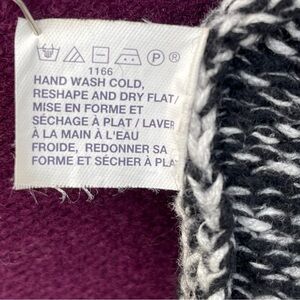 P ®
1166
HAND WASH COLD,
RESHAPE AND DRY FLAT/
MISE EN FORME ET
SÉCHAGE À PLAT / LAVER
À LA MAIN À L'EAU
FROIDE, REDONNER SA
FORME ET SÉCHER À PLA